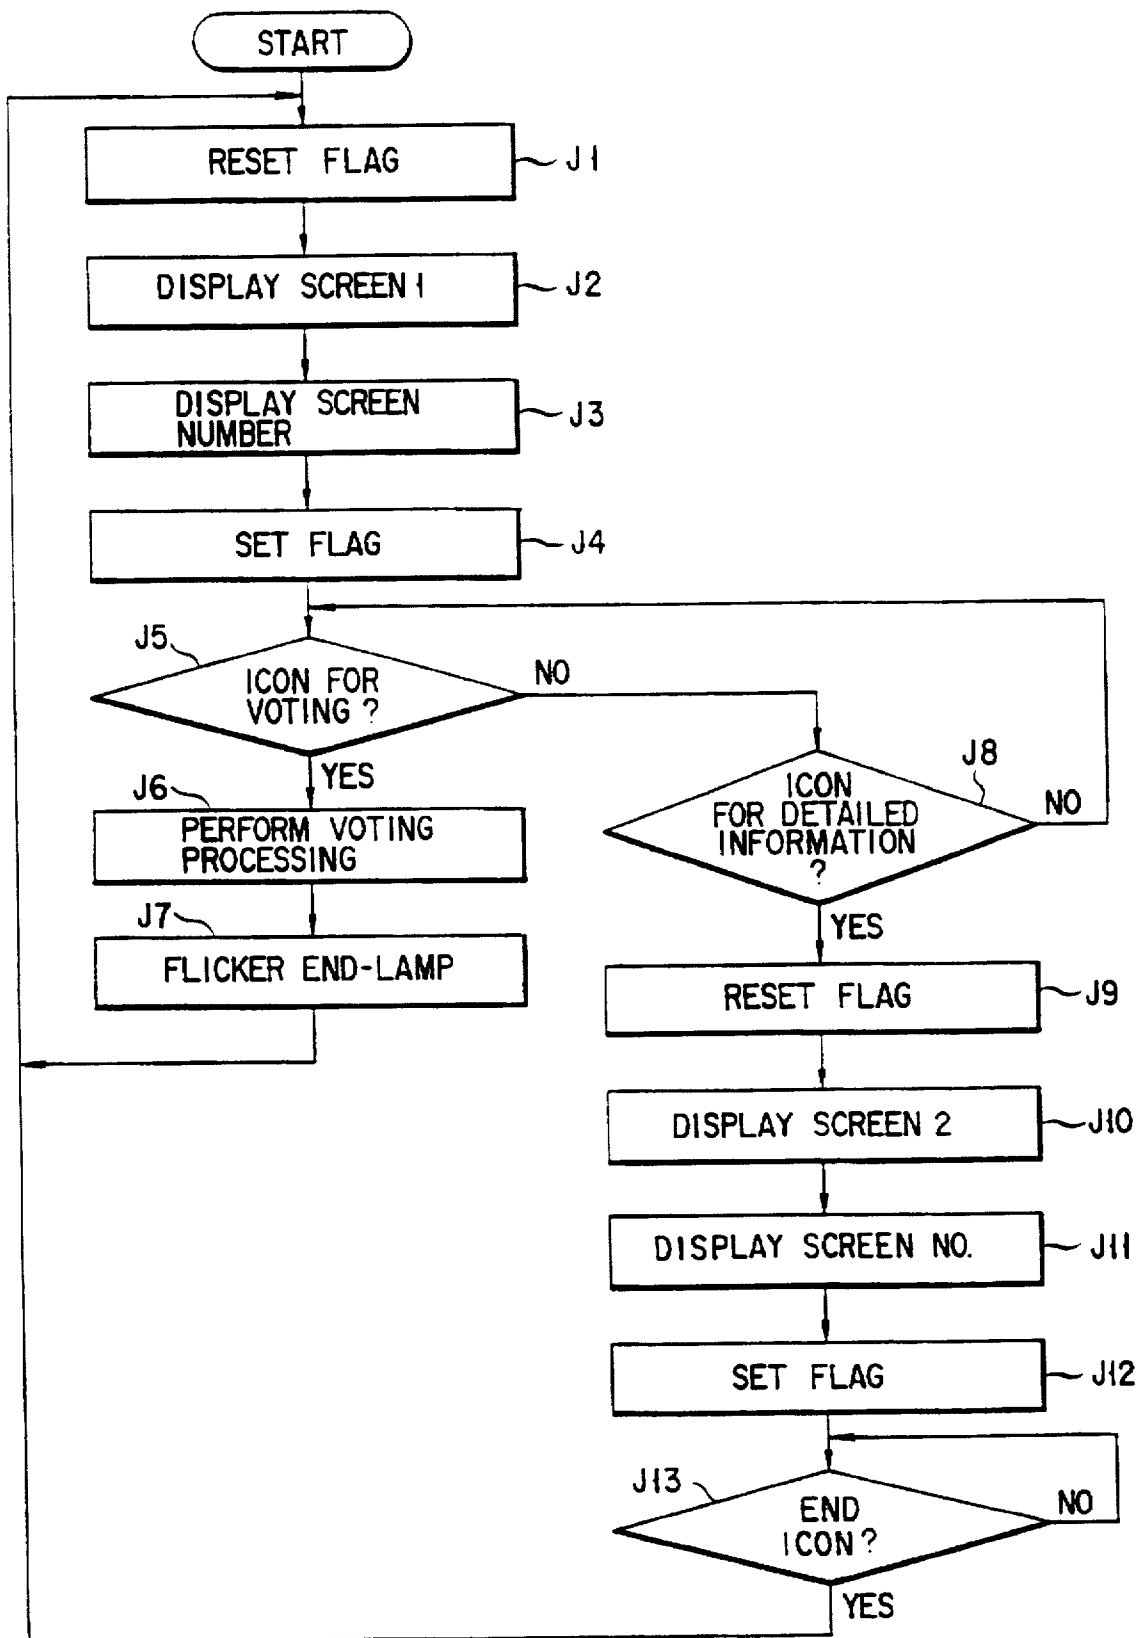 START
RESET FLAG
J1
DISPLAY SCREEN 1
J2
DISPLAY SCREEN
NUMBER
J3
SET FLAG
J4
J5
ICON FOR
VOTING ?
NO
YES
J6
PERFORM VOTING
PROCESSING
J7
FLICKER END-LAMP
J8
ICON
FOR DETAILED
INFORMATION
?
NO
YES
RESET FLAG
J9
DISPLAY SCREEN 2
J10
DISPLAY SCREEN NO.
J11
SET FLAG
J12
J13
END
ICON ?
NO
YES